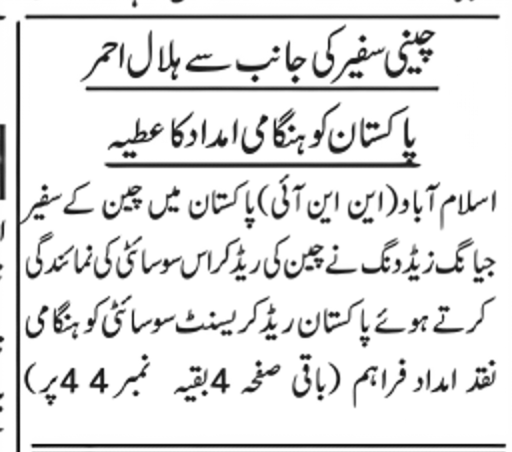 چینی سفیر کی جانب سے ہلال احمر
پاکستان کو ہنگامی امداد کا عطیہ
اسلام آباد (این این آئی) پاکستان میں چین کے سفیر
جیانگ زیڈونگ نے چین کی ریڈ کراس سوسائٹی کی نمائندگی
کرتے ہوئے پاکستان ریڈ کریسنٹ سوسائٹی کو ہنگامی
نقد امداد فراہم (باقی صفحہ 4 بقیہ نمبر 44 پر)